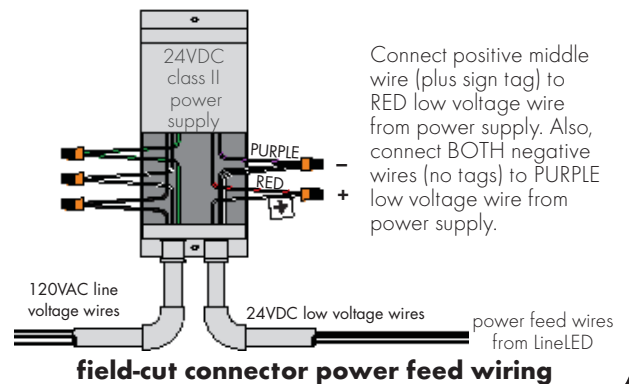 24VDC
class II
power
supply
Connect positive middle
wire (plus sign tag) to
RED low voltage wire
from power supply. Also,
connect BOTH negative
wires (no tags) to PURPLE
low voltage wire from
power supply.
PURPLE
–
RED
+
+
120VAC line
voltage wires
24VDC low voltage wires
power feed wires
from LineLED
field-cut connector power feed wiring